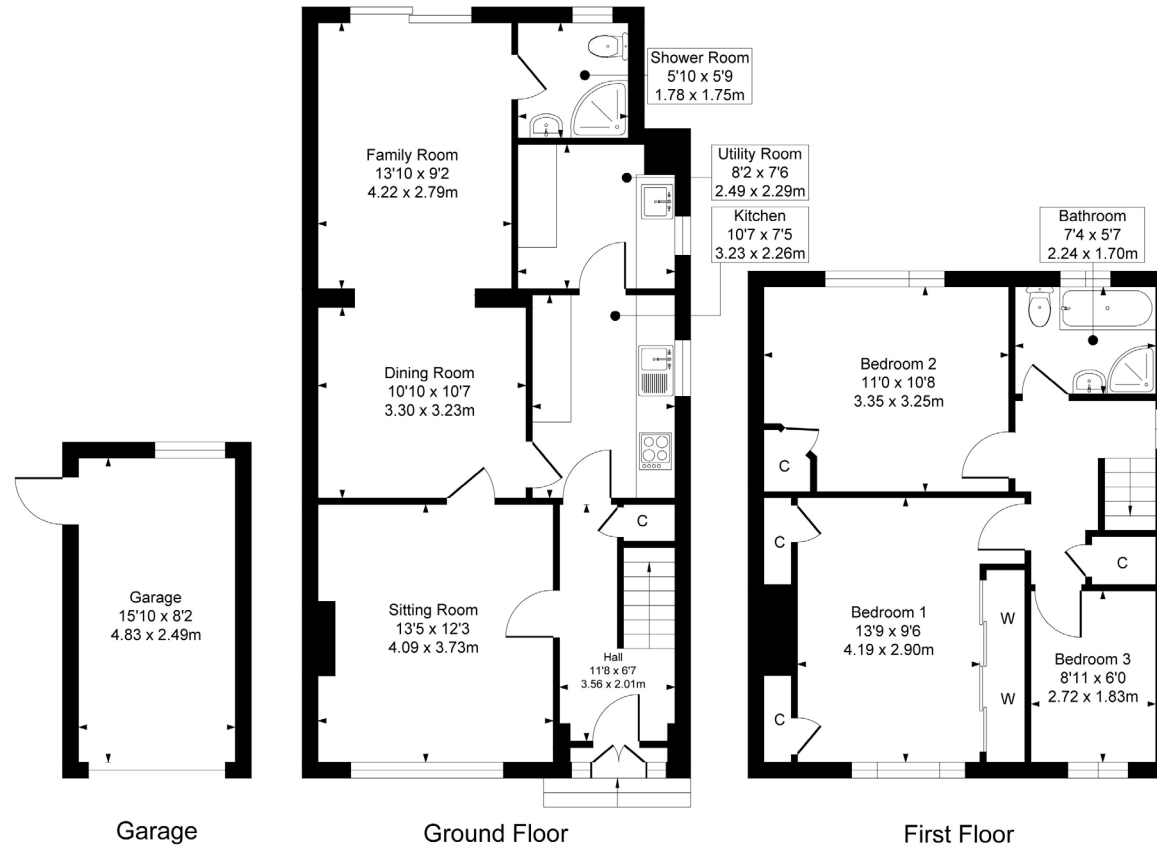 Shower Room
5'10 x 5'9
1.78 x 1.75m
Family Room
13'10 x 9'2
4.22 x 2.79m
Utility Room
8'2 x 7'6
2.49 x 2.29m
Kitchen
10'7 x 7'5
3.23 x 2.26m
Bathroom
7'4 x 5'7
2.24 x 1.70m
Dining Room
10'10 x 10'7
3.30 x 3.23m
Bedroom 2
11'0 x 10'8
3.35 x 3.25m
C
C
C
C
Garage
15'10 x 8'2
4.83 x 2.49m
Sitting Room
13'5 x 12'3
4.09 x 3.73m
Hall
11'8 x 6'7
3.56 x 2.01m
Bedroom 1
13'9 x 9'6
4.19 x 2.90m
W
W
C
Bedroom 3
8'11 x 6'0
2.72 x 1.83m
Garage
Ground Floor
First Floor